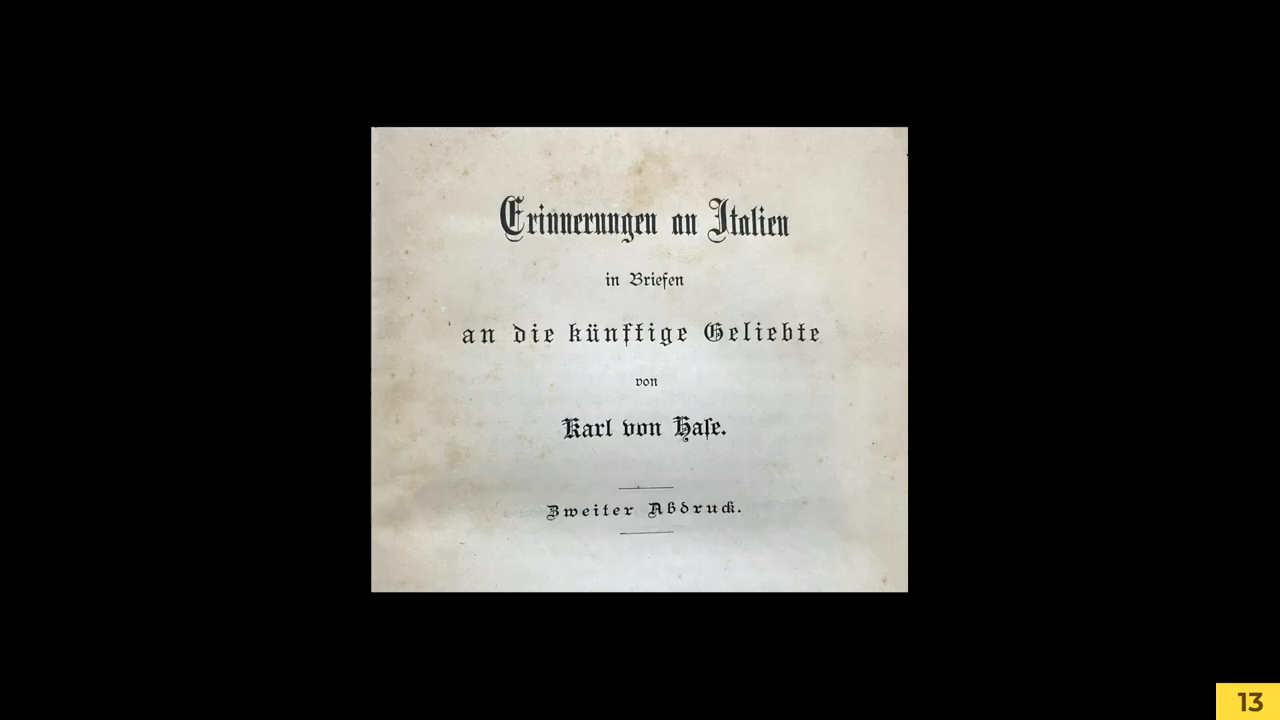 Erinnerungen an Italien
in Briefen
an die künftige Geliebte
von
Karl von Hase.
Zweiter Abdruck.
13